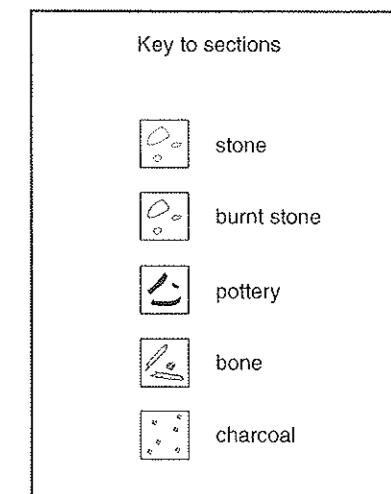 Key to sections
stone
burnt stone
pottery
bone
charcoal